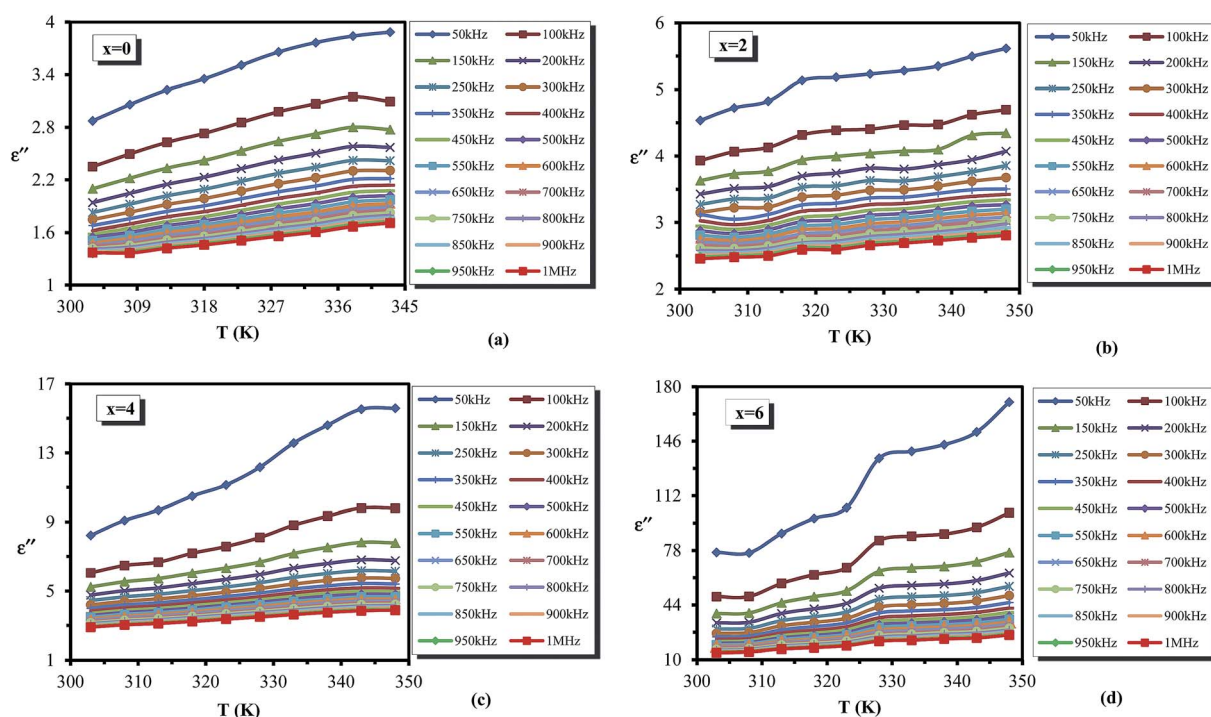 x=0
ε″
4
3.4
2.8
2.2
1.6
1
300 309 318 327 336 345
T (K)
(a)
50kHz 100kHz
150kHz 200kHz
250kHz 300kHz
350kHz 400kHz
450kHz 500kHz
550kHz 600kHz
650kHz 700kHz
750kHz 800kHz
850kHz 900kHz
950kHz 1MHz
x=2
ε″
6
5
4
3
2
300 310 320 330 340 350
T (K)
(b)
50kHz 100kHz
150kHz 200kHz
250kHz 300kHz
350kHz 400kHz
450kHz 500kHz
550kHz 600kHz
650kHz 700kHz
750kHz 800kHz
850kHz 900kHz
950kHz 1MHz
x=4
ε″
17
13
9
5
1
300 310 320 330 340 350
T (K)
(c)
50kHz 100kHz
150kHz 200kHz
250kHz 300kHz
350kHz 400kHz
450kHz 500kHz
550kHz 600kHz
650kHz 700kHz
750kHz 800kHz
850kHz 900kHz
950kHz 1MHz
x=6
ε″
180
146
112
78
44
10
300 310 320 330 340 350
T (K)
(d)
50kHz 100kHz
150kHz 200kHz
250kHz 300kHz
350kHz 400kHz
450kHz 500kHz
550kHz 600kHz
650kHz 700kHz
750kHz 800kHz
850kHz 900kHz
950kHz 1MHz